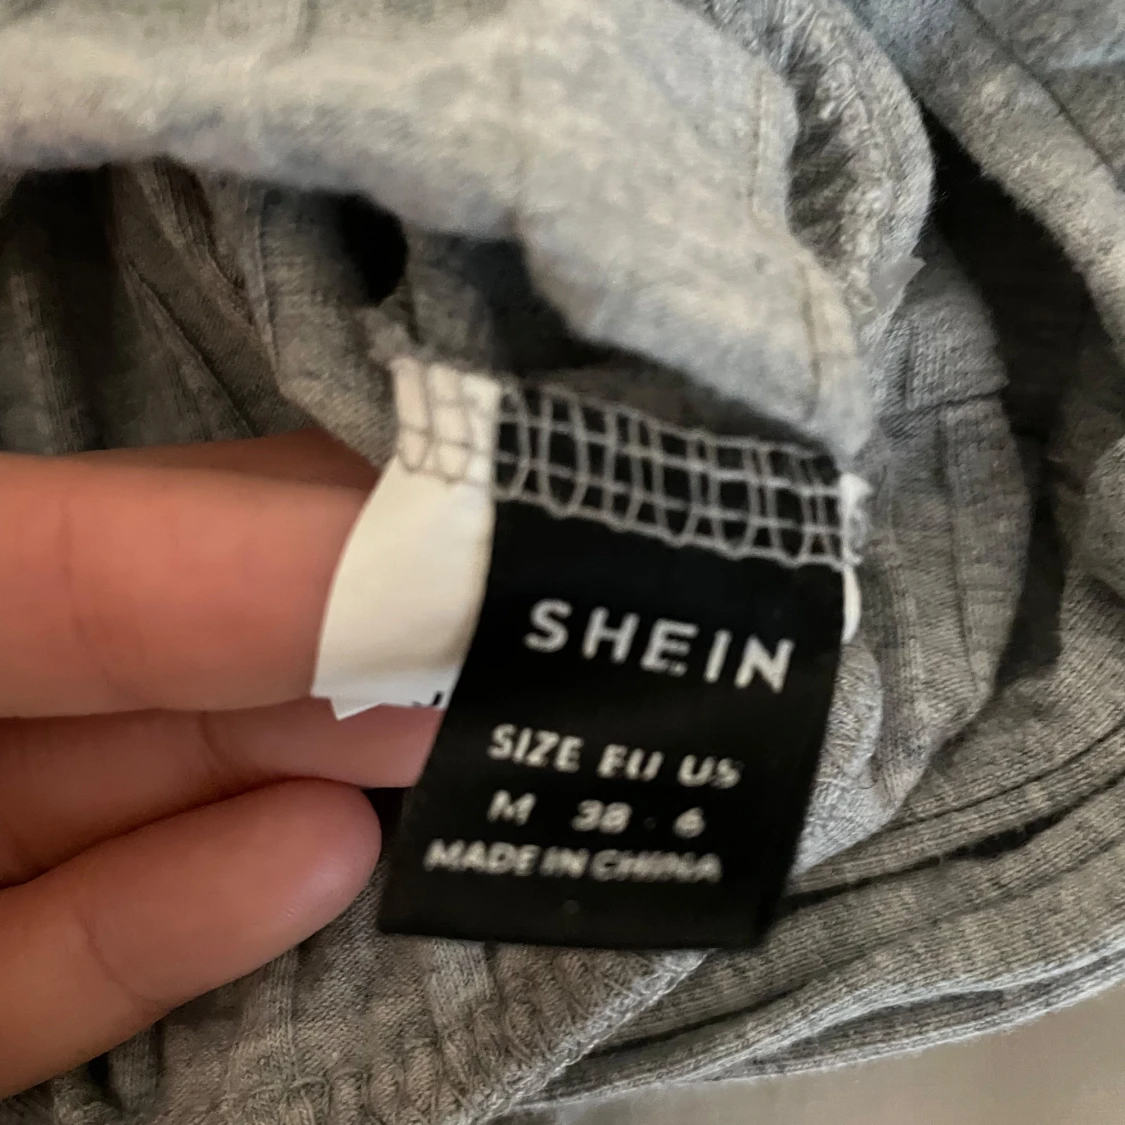 SHEIN
SIZE EU US
M 38 6
MADE IN CHINA